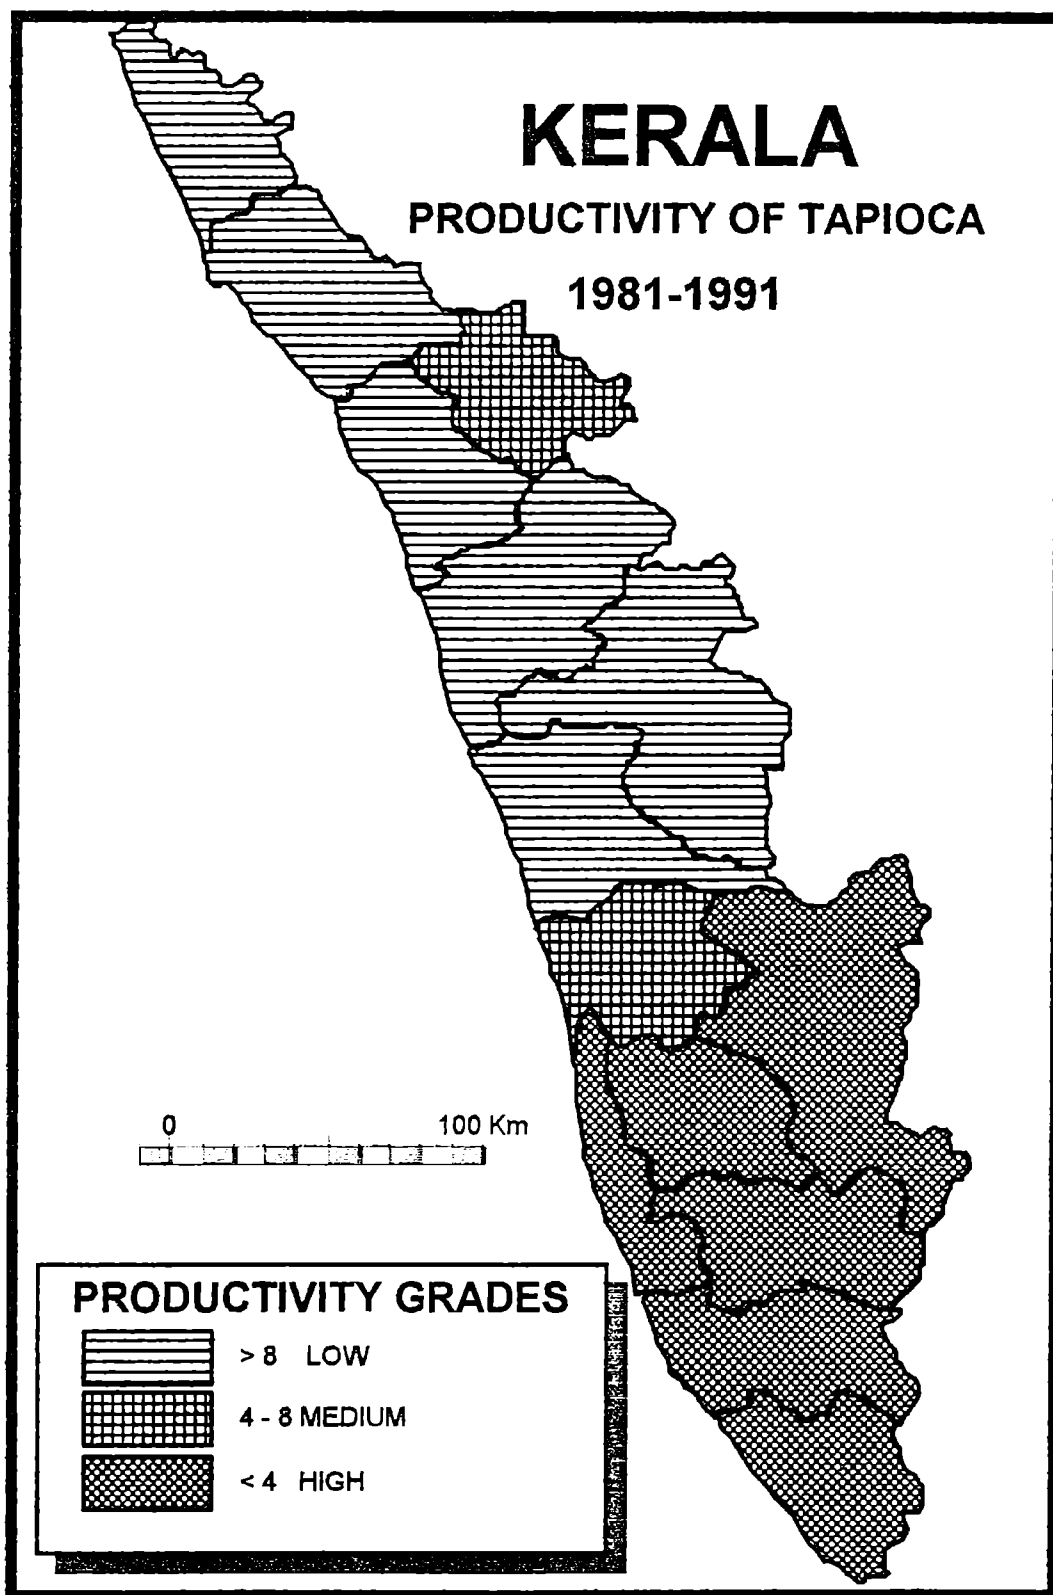 KERALA
PRODUCTIVITY OF TAPIOCA
1981-1991
0 100 Km
PRODUCTIVITY GRADES
> 8 LOW
4 - 8 MEDIUM
< 4 HIGH